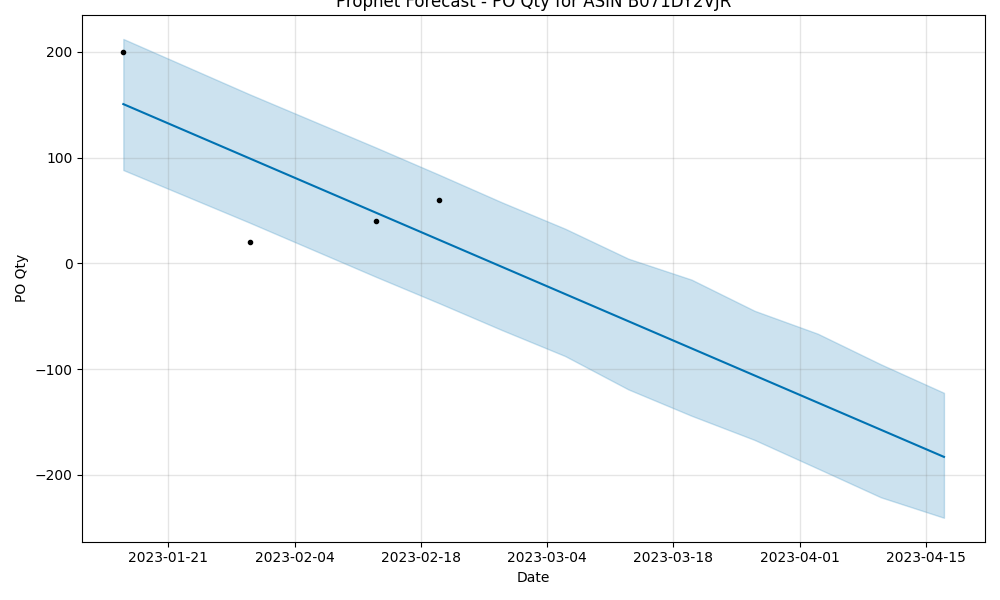 Prophet Forecast - PO Qty for ASIN B071DY2VJR
200
100
0
−100
−200
PO Qty
2023-01-21 2023-02-04 2023-02-18 2023-03-04 2023-03-18 2023-04-01 2023-04-15
Date